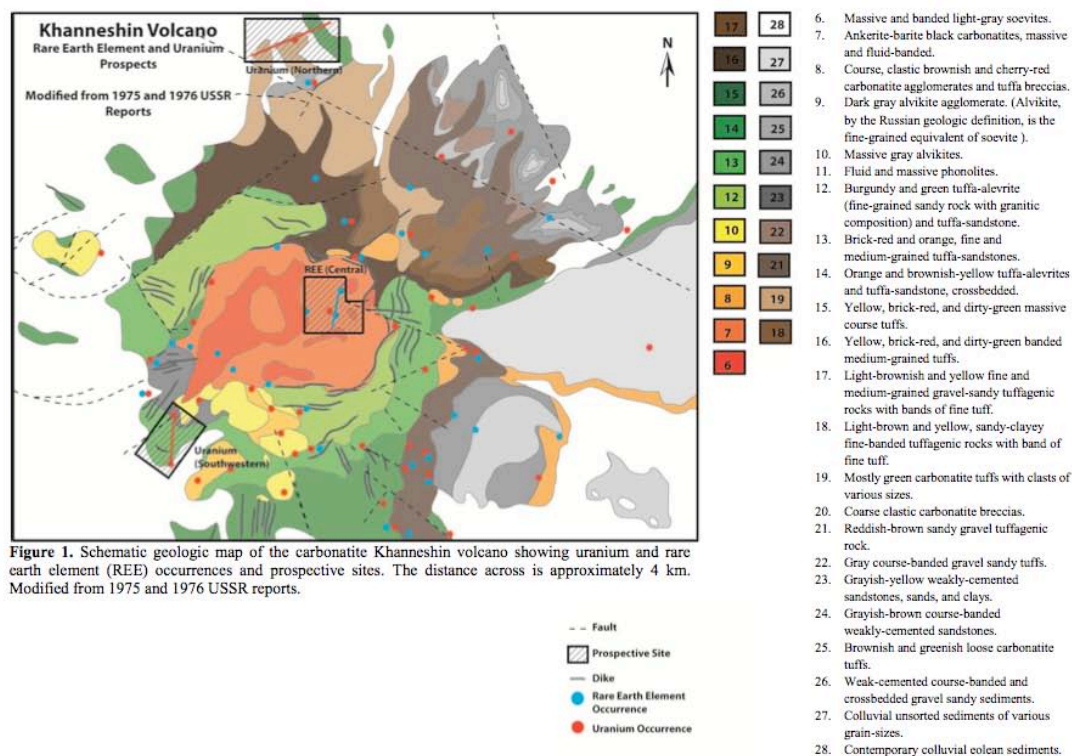 Khanneshin Volcano
Rare Earth Element and Uranium
Prospects
Modified from 1975 and 1976 USSR
Reports
Uranium (Northern)
N
REE (Central)
Uranium
(Southwestern)
17 28
16 27
15 26
14 25
13 24
12 23
10 22
9 21
8 19
7 18
6
Figure 1. Schematic geologic map of the carbonatite Khanneshin volcano showing uranium and rare
earth element (REE) occurrences and prospective sites. The distance across is approximately 4 km.
Modified from 1975 and 1976 USSR reports.
Fault
Prospective Site
Dike
Rare Earth Element
Occurrence
Uranium Occurrence
6. Massive and banded light-gray soevites.
7. Ankerite-barite black carbonatites, massive
and fluid-banded.
8. Course, clastic brownish and cherry-red
carbonatite agglomerates and tuffa breccias.
9. Dark gray alvikite agglomerate. (Alvikite,
by the Russian geologic definition, is the
fine-grained equivalent of soevite ).
10. Massive gray alvikites.
11. Fluid and massive phonolites.
12. Burgundy and green tuffa-alevrite
(fine-grained sandy rock with granitic
composition) and tuffa-sandstone.
13. Brick-red and orange, fine and
medium-grained tuffa-sandstones.
14. Orange and brownish-yellow tuffa-alevrites
and tuffa-sandstone, crossbedded.
15. Yellow, brick-red, and dirty-green massive
course tuffs.
16. Yellow, brick-red, and dirty-green banded
medium-grained tuffs.
17. Light-brownish and yellow fine and
medium-grained gravel-sandy tuffagenic
rocks with bands of fine tuff.
18. Light-brown and yellow, sandy-clayey
fine-banded tuffagenic rocks with band of
fine tuff.
19. Mostly green carbonatite tuffs with clasts of
various sizes.
20. Coarse clastic carbonatite breccias.
21. Reddish-brown sandy gravel tuffagenic
rock.
22. Gray course-banded gravel sandy tuffs.
23. Grayish-yellow weakly-cemented
sandstones, sands, and clays.
24. Grayish-brown course-banded
weakly-cemented sandstones.
25. Brownish and greenish loose carbonatite
tuffs.
26. Weak-cemented course-banded and
crossbedded gravel sandy sediments.
27. Colluvial unsorted sediments of various
grain-sizes.
28. Contemporary colluvial eolean sediments.